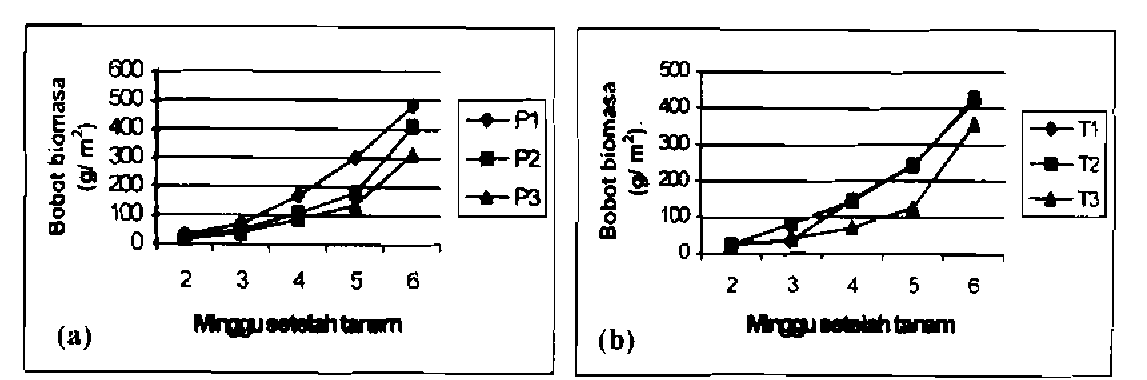 Bobot biomasa
(g/ m²)
600
500
400
300
200
100
0
2 3 4 5 6
Minggu setelah tanam
P1
P2
P3
(a)
Bobot biomasa
(g/ m²).
500
400
300
200
100
0
2 3 4 5 6
Minggu setelah tanam
T1
T2
T3
(b)